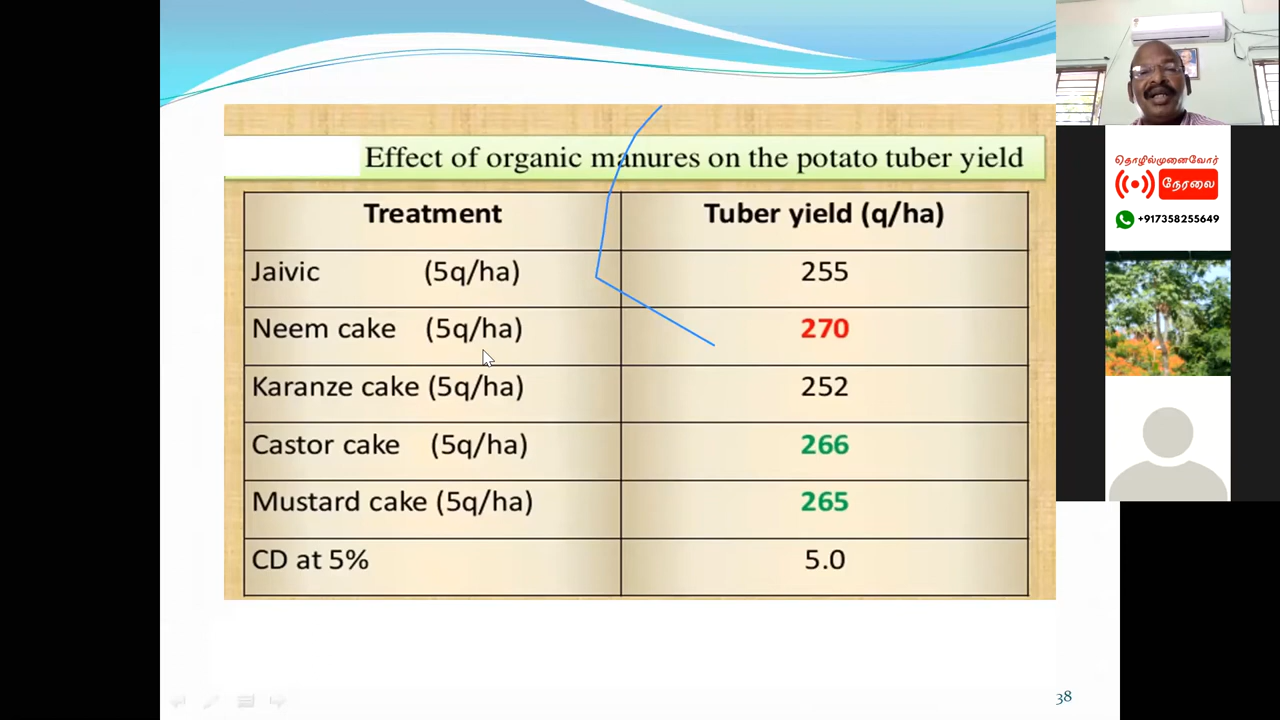 Effect of organic manures on the potato tuber yield
Treatment Tuber yield (q/ha)
Jaivic (5q/ha) 255
Neem cake (5q/ha) 270
Karanze cake (5q/ha) 252
Castor cake (5q/ha) 266
Mustard cake (5q/ha) 265
CD at 5% 5.0
38
தொழில்முனைவோர்
நேரலை
+917358255649